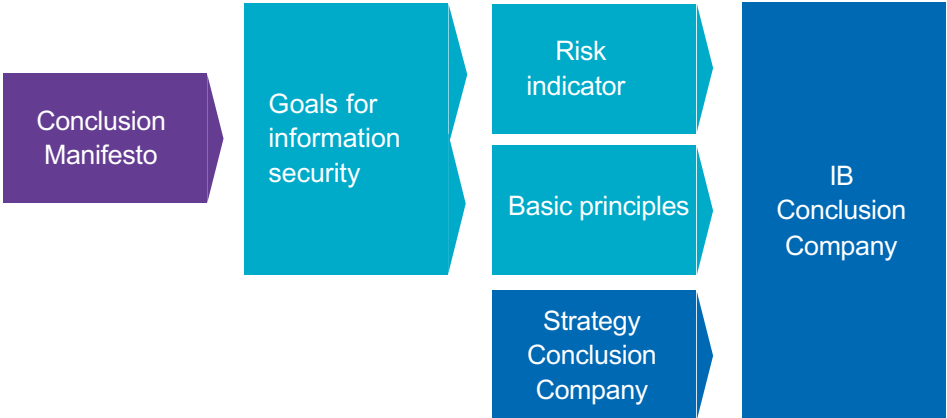 Conclusion
Manifesto
Goals for
information
security
Risk
indicator
Basic principles
Strategy
Conclusion
Company
IB
Conclusion
Company